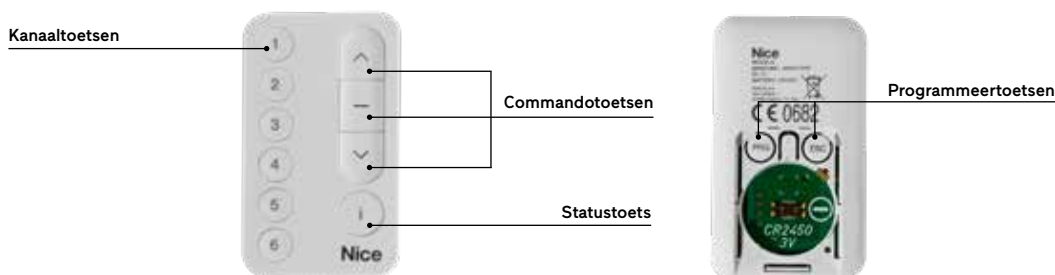 Kanaaltoetsen
1
2
3
4
5
6
i
Nice
Commandotoetsen
Statustoets
Nice
CE 0682
PRG
ESC
CR2450
3V
Programmeertoetsen